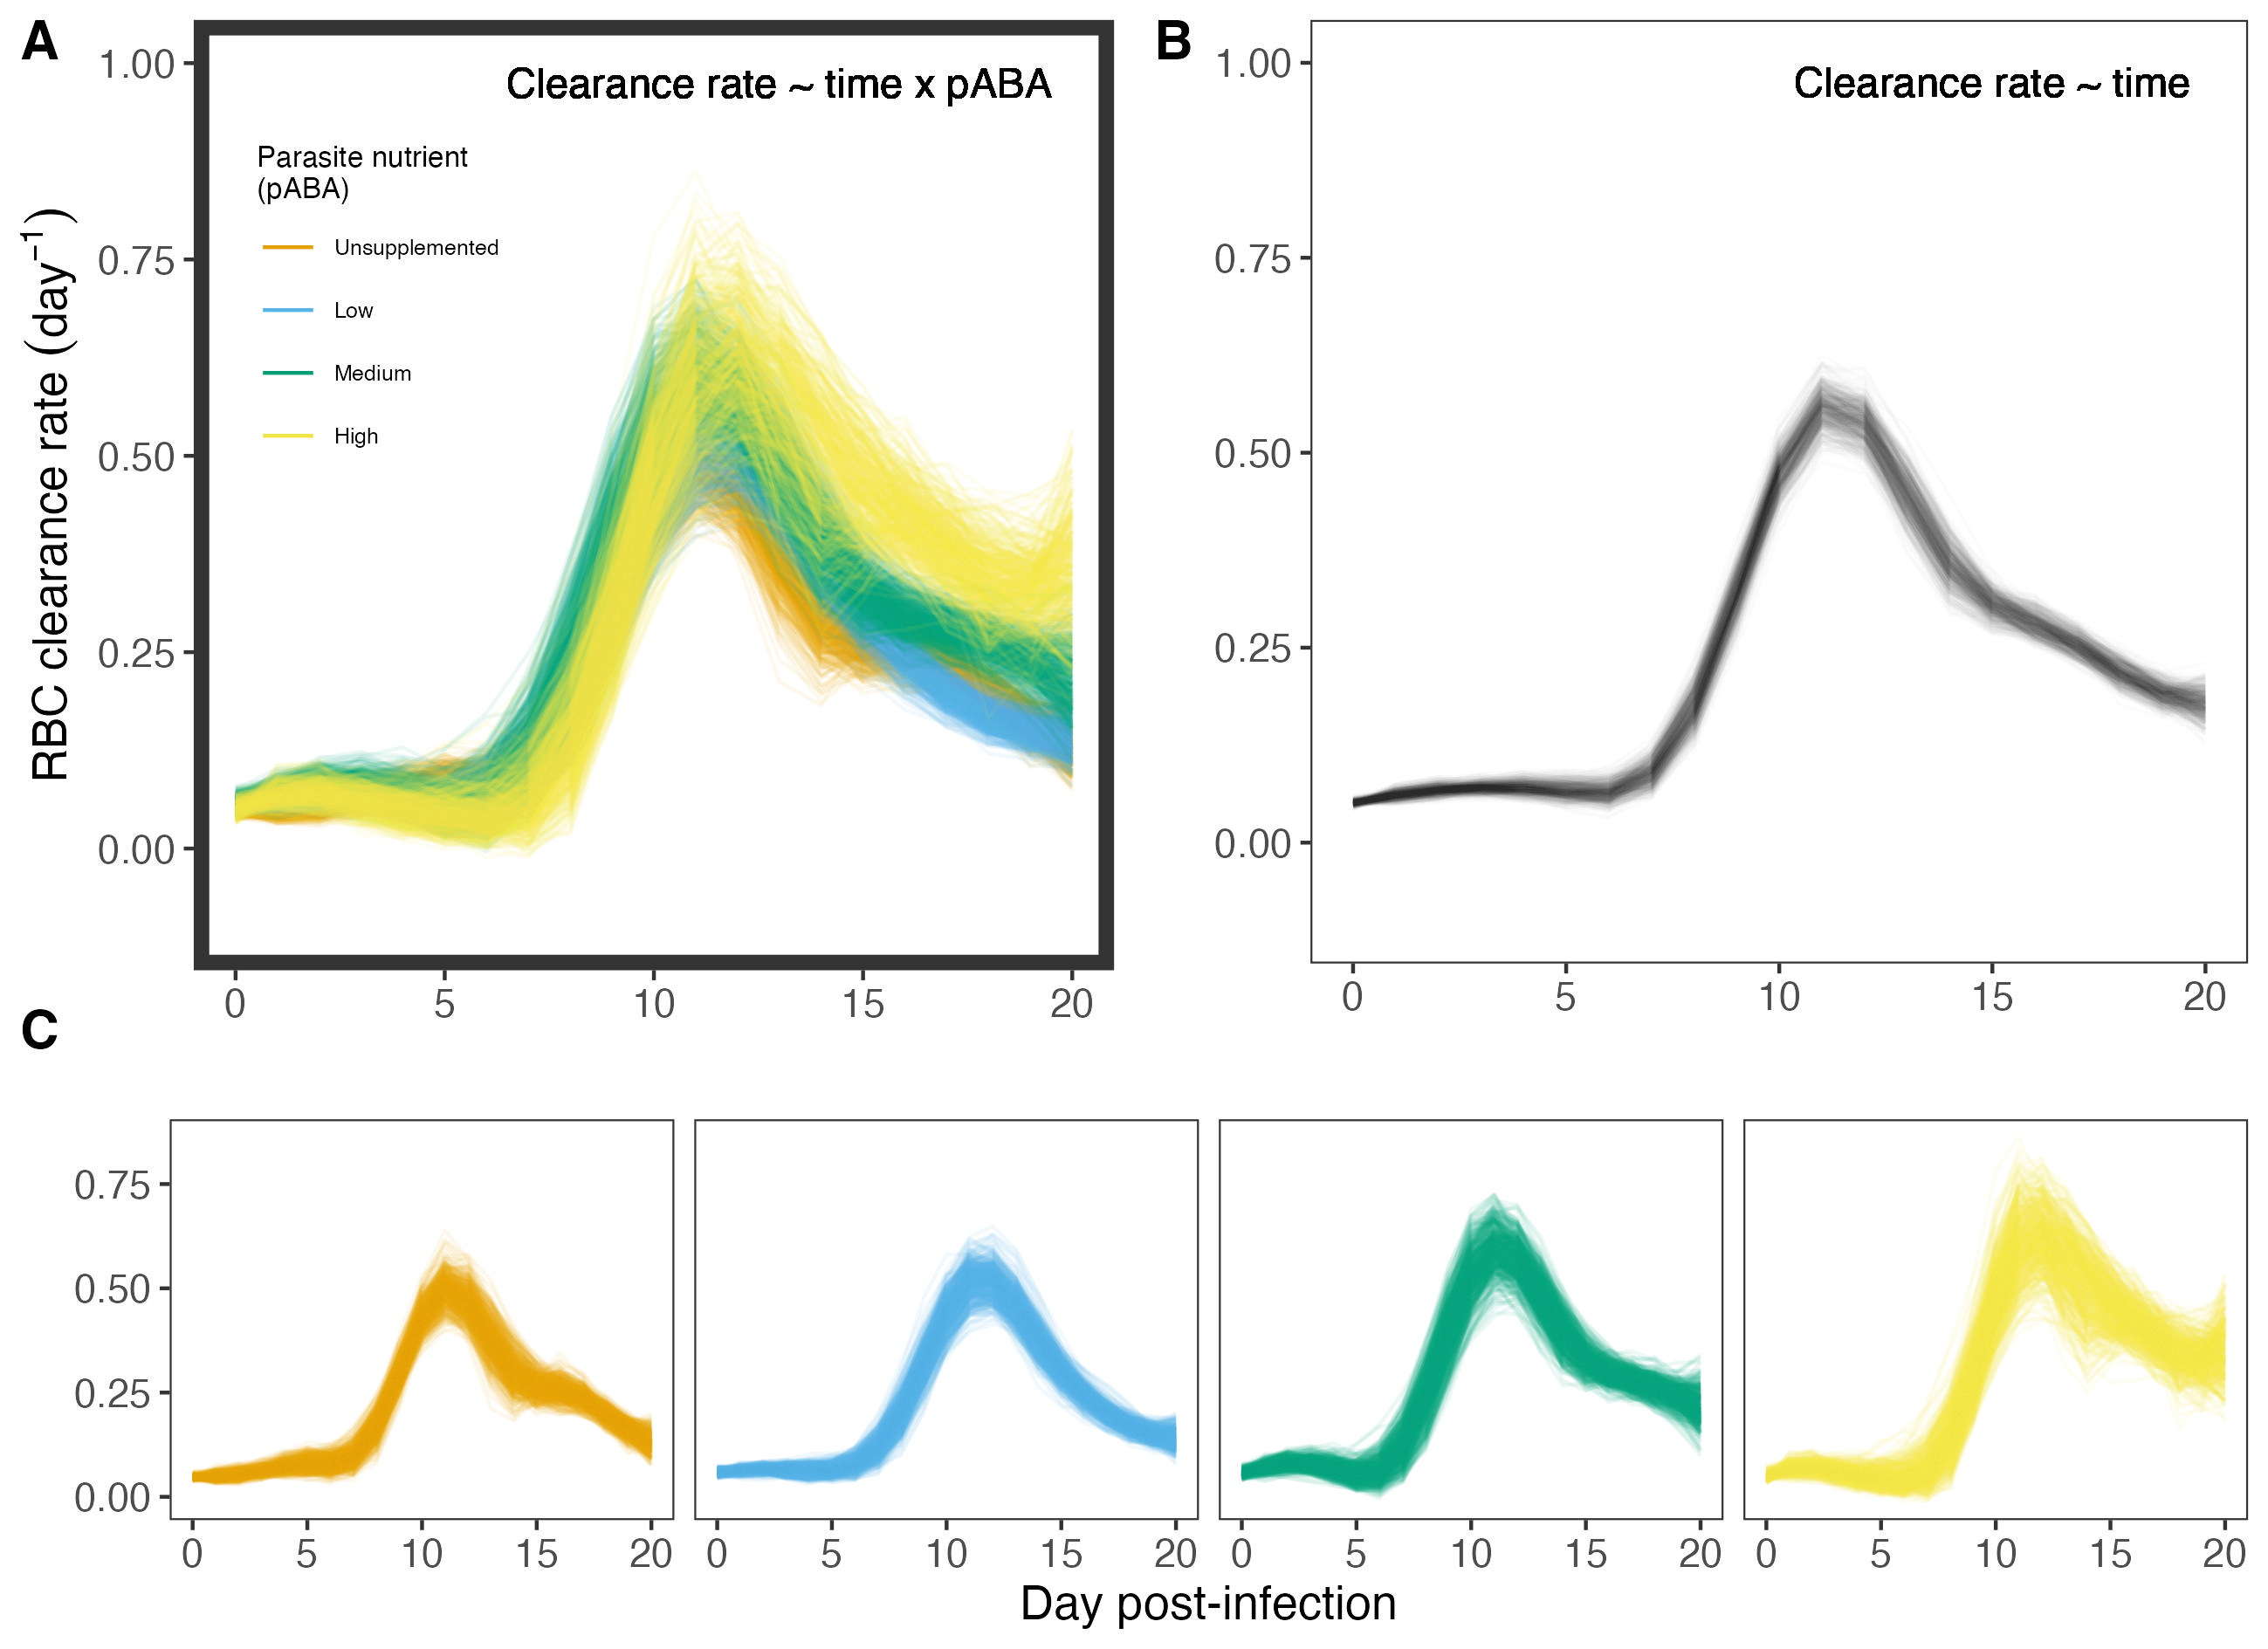 A
Clearance rate ~ time x pABA
Parasite nutrient
(pABA)
Unsupplemented
Low
Medium
High
RBC clearance rate (day⁻¹)
1.00
0.75
0.50
0.25
0.00
0 5 10 15 20
B
Clearance rate ~ time
1.00
0.75
0.50
0.25
0.00
0 5 10 15 20
C
0.75
0.50
0.25
0.00
0 5 10 15 20
0 5 10 15 20
0 5 10 15 20
0 5 10 15 20
Day post-infection